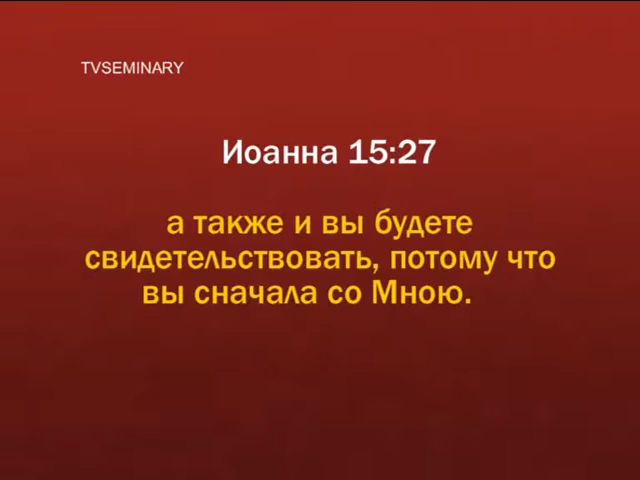 TVSEMINARY
Иоанна 15:27
а также и вы будете
свидетельствовать, потому что
вы сначала со Мною.